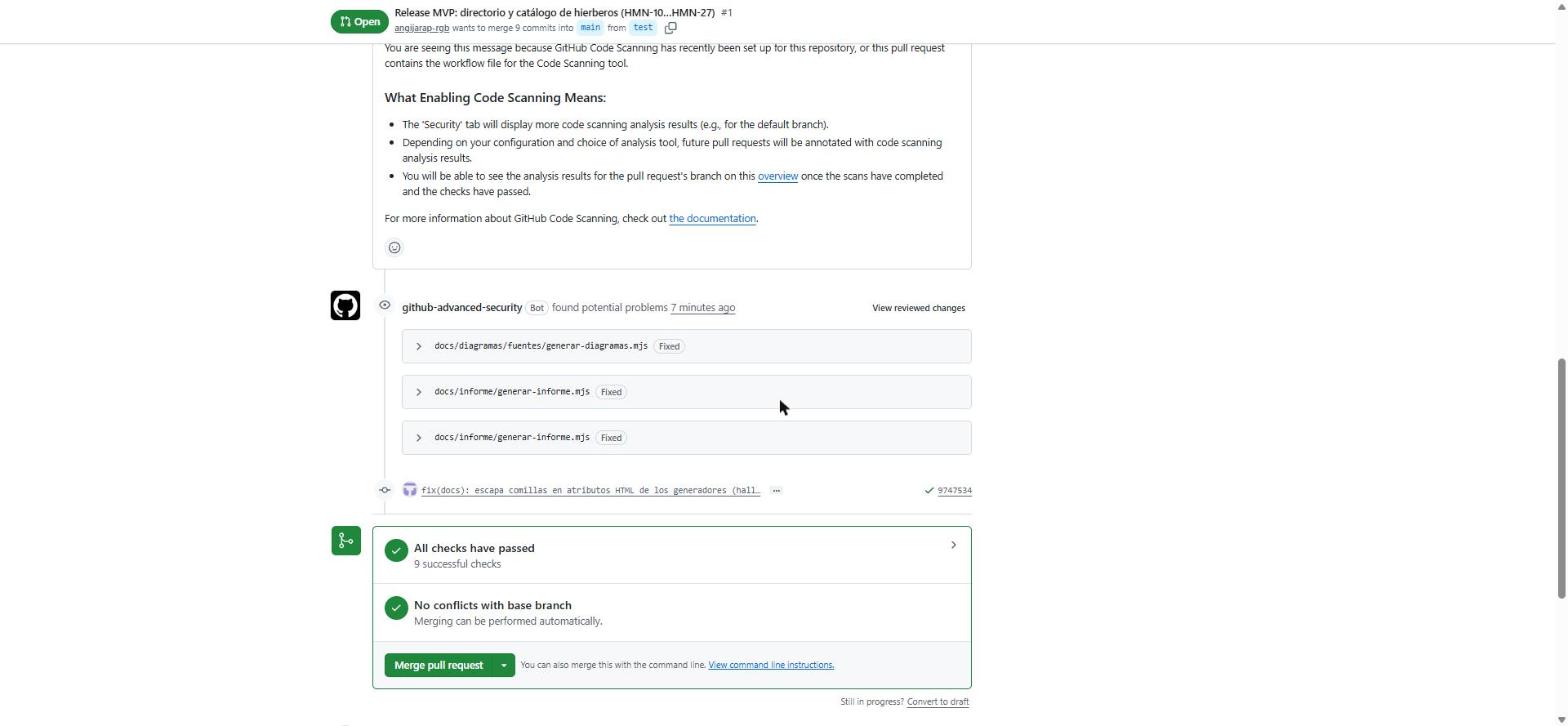 Open
Release MVP: directorio y catálogo de hierberos (HMN-10...HMN-27) #1
angijarap-rgb wants to merge 9 commits into main from test
You are seeing this message because GitHub Code Scanning has recently been set up for this repository, or this pull request
contains the workflow file for the Code Scanning tool.
What Enabling Code Scanning Means:
• The 'Security' tab will display more code scanning analysis results (e.g., for the default branch).
• Depending on your configuration and choice of analysis tool, future pull requests will be annotated with code scanning
analysis results.
• You will be able to see the analysis results for the pull request's branch on this overview once the scans have completed
and the checks have passed.
For more information about GitHub Code Scanning, check out the documentation.
github-advanced-security Bot found potential problems 7 minutes ago View reviewed changes
docs/diagramas/fuentes/generar-diagramas.mjs Fixed
docs/informe/generar-informe.mjs Fixed
docs/informe/generar-informe.mjs Fixed
fix(docs): escapa comillas en atributos HTML de los generadores (hall… ... 9747534
All checks have passed
9 successful checks
No conflicts with base branch
Merging can be performed automatically.
Merge pull request You can also merge this with the command line. View command line instructions.
Still in progress? Convert to draft